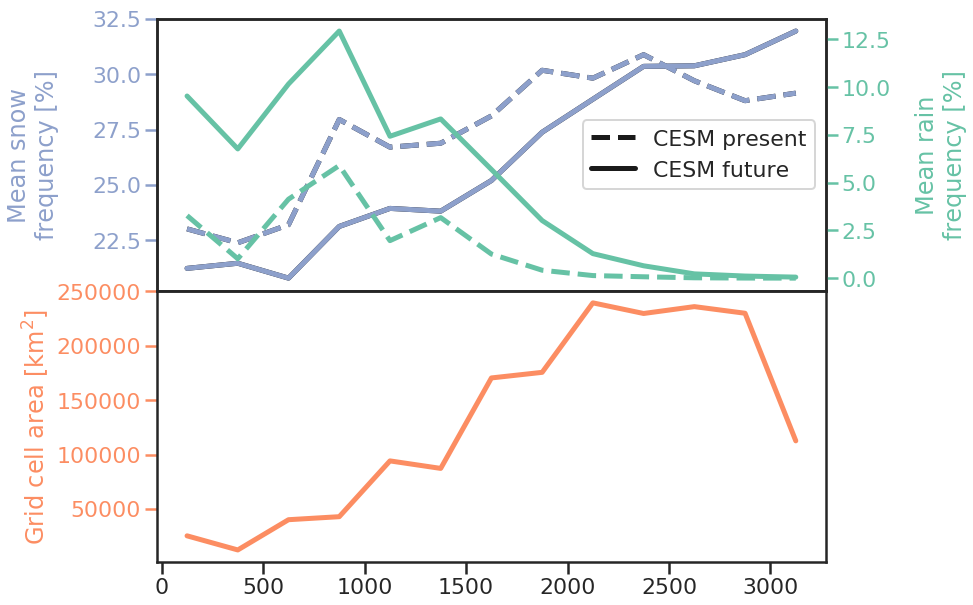 32.5
30.0
27.5
25.0
22.5
Mean snow
frequency [%]
12.5
10.0
7.5
5.0
2.5
0.0
Mean rain
frequency [%]
CESM present
CESM future
250000
200000
150000
100000
50000
Grid cell area [km²]
0 500 1000 1500 2000 2500 3000